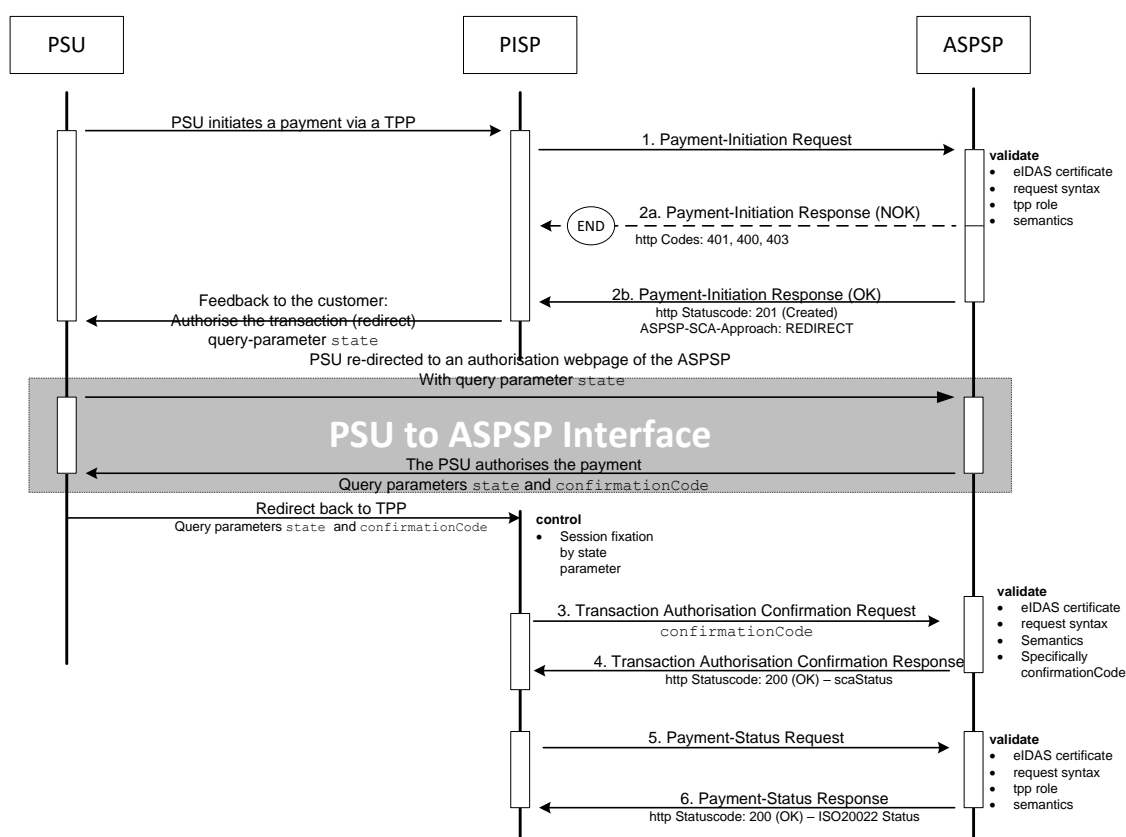 PSU
PISP
ASPSP
PSU initiates a payment via a TPP
1. Payment-Initiation Request
validate
• eIDAS certificate
• request syntax
• tpp role
• semantics
2a. Payment-Initiation Response (NOK)
END
http Codes: 401, 400, 403
2b. Payment-Initiation Response (OK)
http Statuscode: 201 (Created)
ASPSP-SCA-Approach: REDIRECT
Feedback to the customer:
Authorise the transaction (redirect)
query-parameter state
PSU re-directed to an authorisation webpage of the ASPSP
With query parameter state
PSU to ASPSP Interface
The PSU authorises the payment
Query parameters state and confirmationCode
Redirect back to TPP
Query parameters state and confirmationCode
control
• Session fixation
by state
parameter
3. Transaction Authorisation Confirmation Request
confirmationCode
validate
• eIDAS certificate
• request syntax
• Semantics
• Specifically
confirmationCode
4. Transaction Authorisation Confirmation Response
http Statuscode: 200 (OK) – scaStatus
5. Payment-Status Request
validate
• eIDAS certificate
• request syntax
• tpp role
• semantics
6. Payment-Status Response
http Statuscode: 200 (OK) – ISO20022 Status